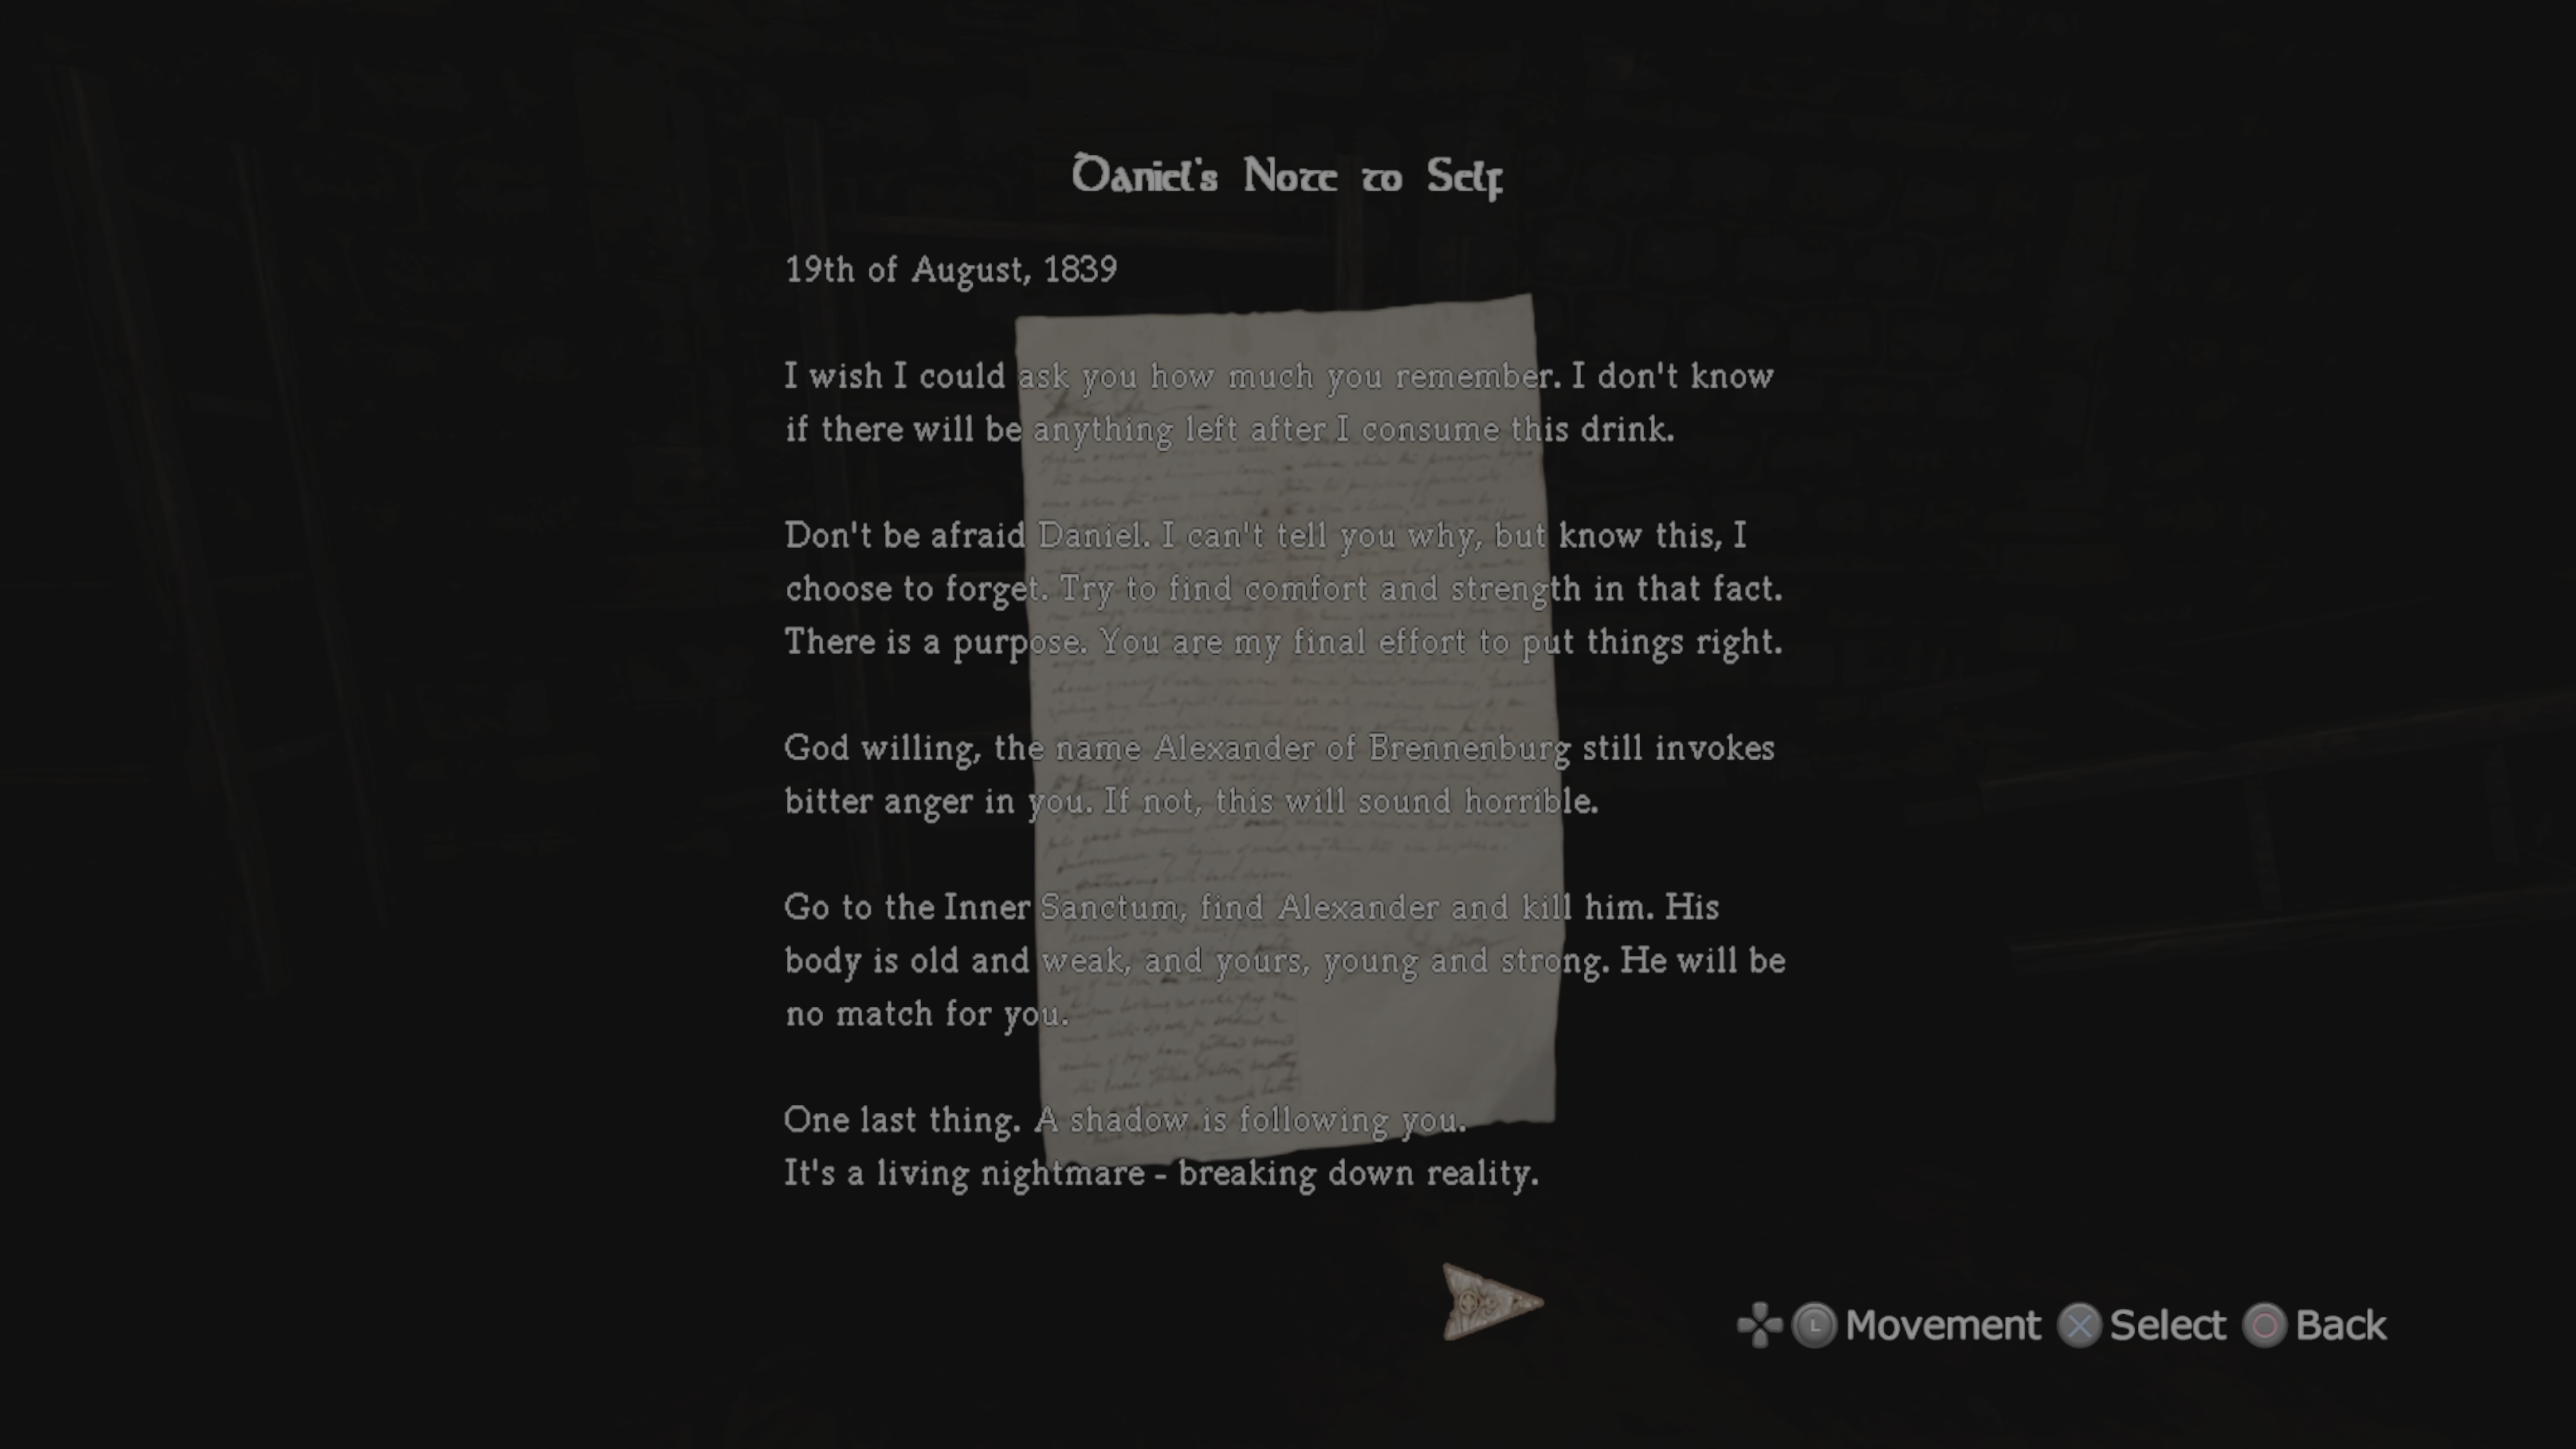 Daniel's Note to Self
19th of August, 1839
I wish I could ask you how much you remember. I don't know
if there will be anything left after I consume this drink.
Don't be afraid Daniel. I can't tell you why, but know this, I
choose to forget. Try to find comfort and strength in that fact.
There is a purpose. You are my final effort to put things right.
God willing, the name Alexander of Brennenburg still invokes
bitter anger in you. If not, this will sound horrible.
Go to the Inner Sanctum, find Alexander and kill him. His
body is old and weak, and yours, young and strong. He will be
no match for you.
One last thing. A shadow is following you.
It's a living nightmare - breaking down reality.
L Movement Select Back